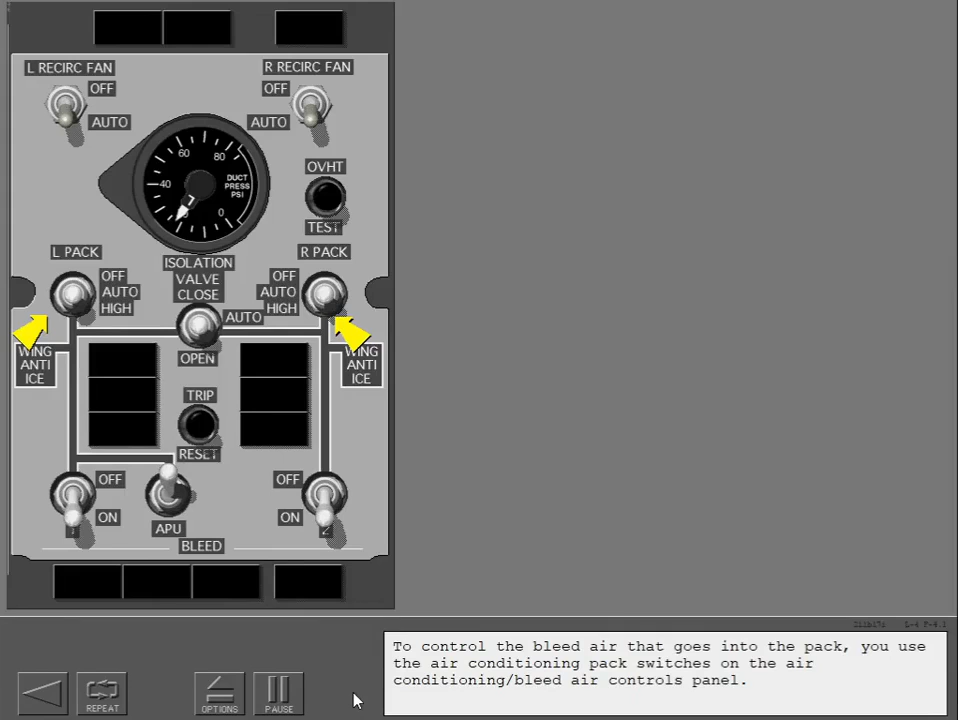 L RECIRC FAN
R RECIRC FAN
OFF
OFF
AUTO
AUTO
60
80
40
DUCT
PRESS
PSI
0
OVHT
TEST
L PACK
R PACK
ISOLATION
VALVE
CLOSE
OFF
AUTO
HIGH
OFF
AUTO
HIGH
AUTO
OPEN
WING
ANTI
ICE
WING
ANTI
ICE
TRIP
RESET
OFF
ON
1
APU
OFF
ON
2
BLEED
To control the bleed air that goes into the pack, you use
the air conditioning pack switches on the air
conditioning/bleed air controls panel.
REPEAT
OPTIONS
PAUSE